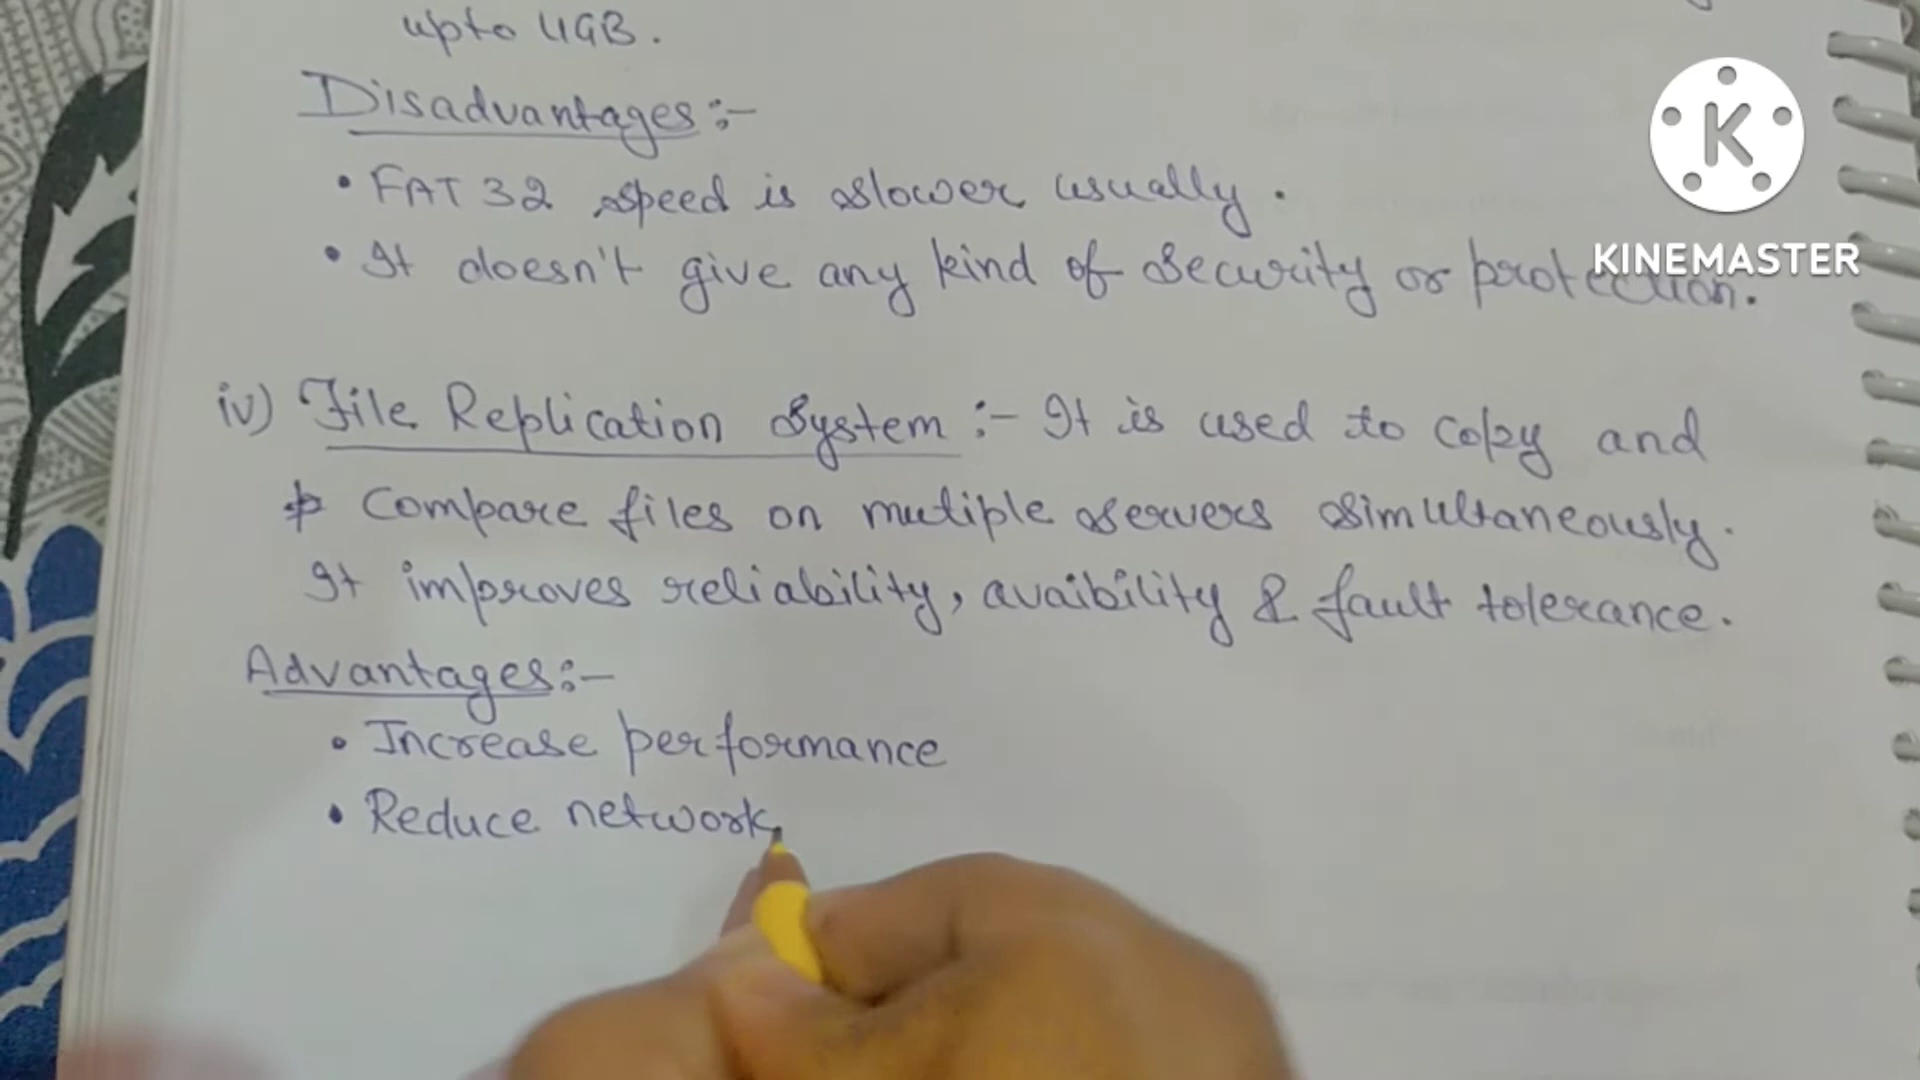 upto 4GB.
Disadvantages:-
• FAT 32 speed is slower usually.
• It doesn't give any kind of security or protection.
KINEMASTER
iv) File Replication System :- It is used to copy and
compare files on mutiple servers simultaneously.
It improves reliability, avaibility & fault tolerance.
Advantages:-
• Increase performance
• Reduce network